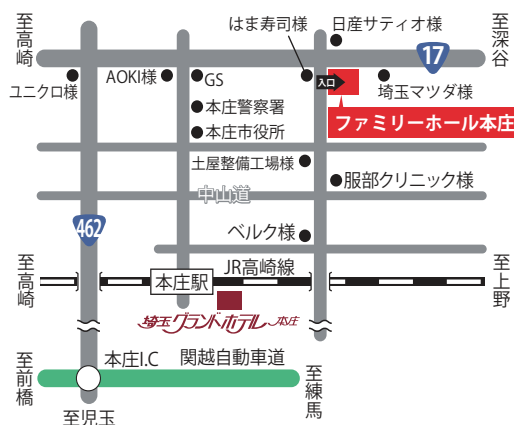 至高崎
至深谷
はま寿司様
日産サティオ様
17
ユニクロ様
AOKI様
GS
入口
埼玉マツダ様
ファミリーホール本庄
本庄警察署
本庄市役所
土屋整備工場様
服部クリニック様
中山道
462
ベルク様
至高崎
JR高崎線
本庄駅
至上野
埼玉グランドホテル本庄
至前橋
本庄I.C
関越自動車道
至練馬
至児玉